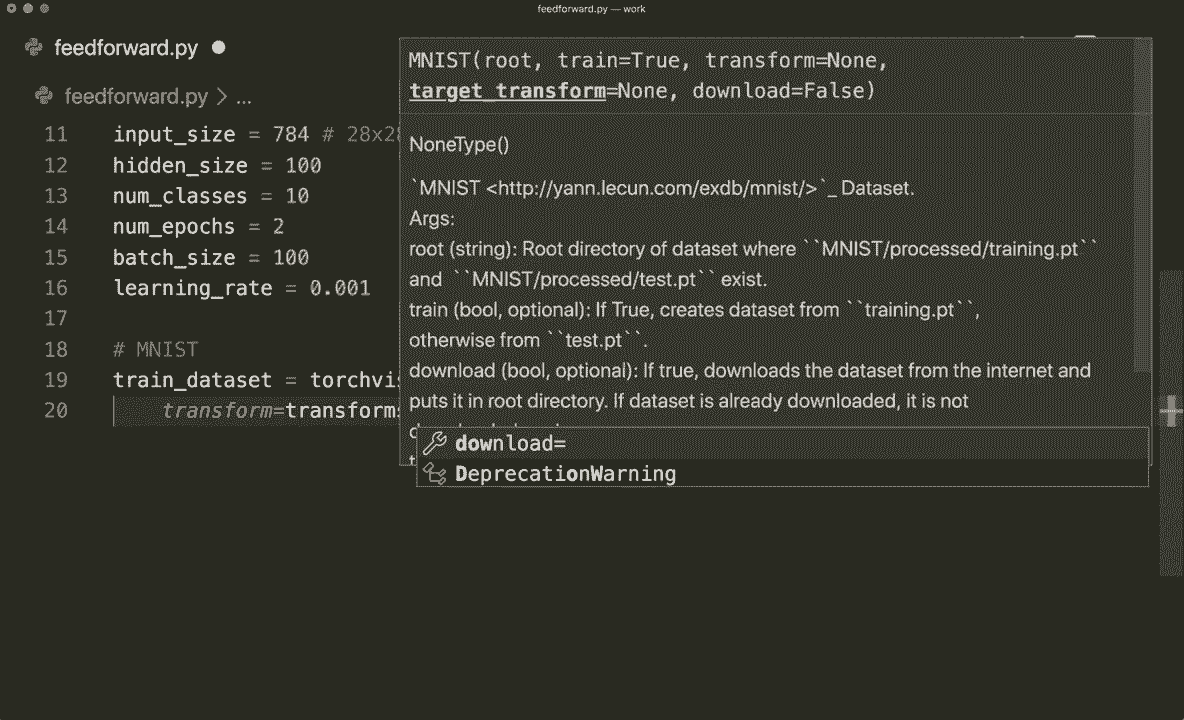 feedforward.py — work
feedforward.py
feedforward.py > ...
11 input_size = 784 # 28x28
12 hidden_size = 100
13 num_classes = 10
14 num_epochs = 2
15 batch_size = 100
16 learning_rate = 0.001
17
18 # MNIST
19 train_dataset = torchvis
20 transform=transforms
MNIST(root, train=True, transform=None,
target_transform=None, download=False)
NoneType()
`MNIST <http://yann.lecun.com/exdb/mnist/>`_ Dataset.
Args:
root (string): Root directory of dataset where ``MNIST/processed/training.pt``
and ``MNIST/processed/test.pt`` exist.
train (bool, optional): If True, creates dataset from ``training.pt``,
otherwise from ``test.pt``.
download (bool, optional): If true, downloads the dataset from the internet and
puts it in root directory. If dataset is already downloaded, it is not
download=
DeprecationWarning